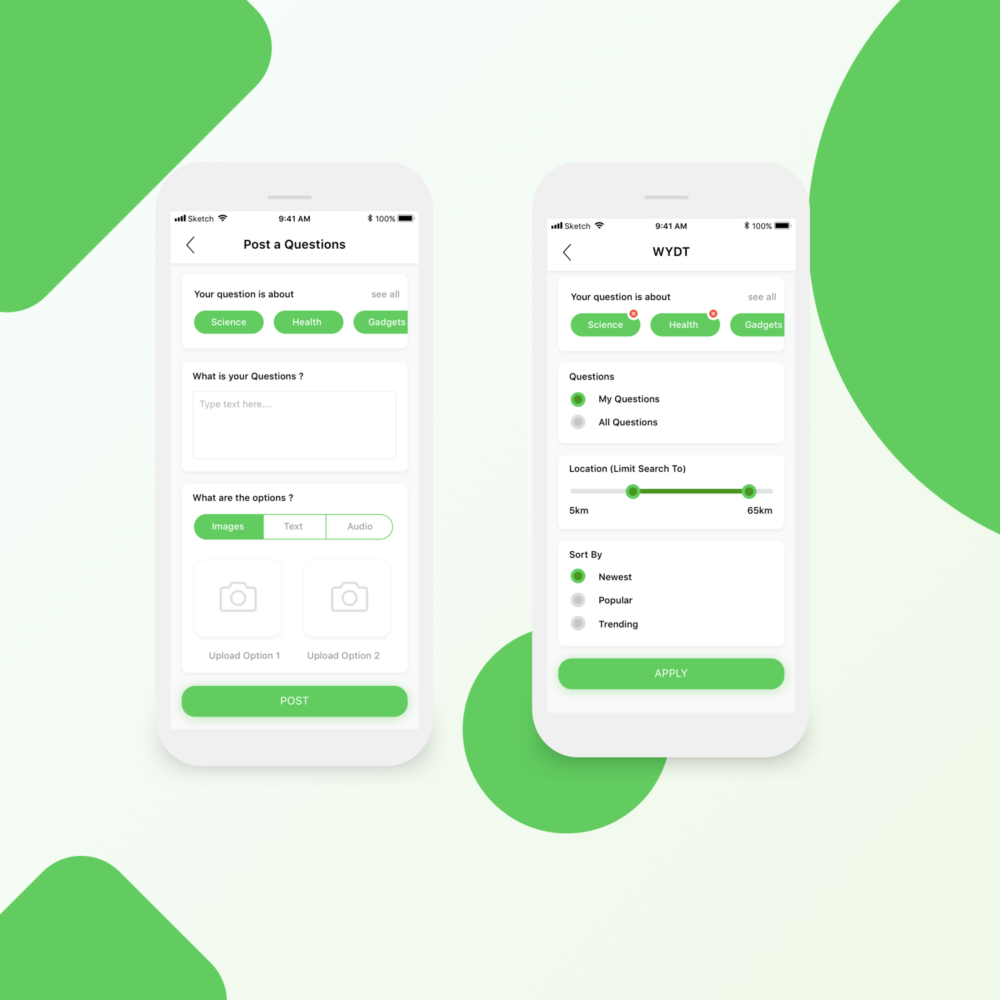 Sketch 9:41 AM 100%
Post a Questions
Your question is about see all
Science Health Gadgets
What is your Questions ?
Type text here....
What are the options ?
Images Text Audio
Upload Option 1 Upload Option 2
POST
Sketch 9:41 AM 100%
WYDT
Your question is about see all
Science Health Gadgets
Questions
My Questions
All Questions
Location (Limit Search To)
5km 65km
Sort By
Newest
Popular
Trending
APPLY